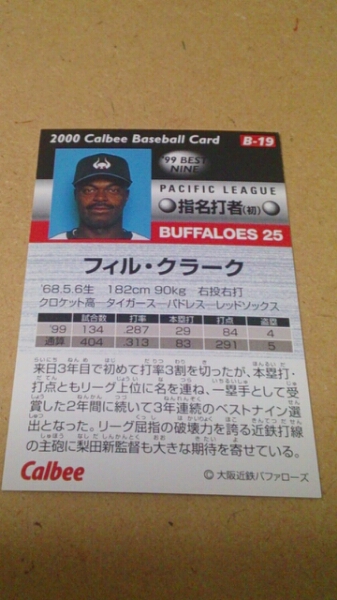 2000 Calbee Baseball Card B-19
'99 BEST NINE
PACIFIC LEAGUE
指名打者(初)
BUFFALOES 25
フィル・クラーク
'68.5.6生 182cm 90kg 右投右打
クロケット高―タイガース―パドレス―レッドソックス
試合数 打率 本塁打 打点 盗塁
'99 134 287 29 84 4
通算 404 313 83 291 5
来日3年目で初めて打率3割を切ったが、本塁打・
打点ともリーグ上位に名を連ね、一塁手として受
賞した2年間に続いて3年連続のベストナイン選
出となった。リーグ屈指の破壊力を誇る近鉄打線
の主砲に梨田新監督も大きな期待を寄せている。
Calbee
©大阪近鉄バファローズ